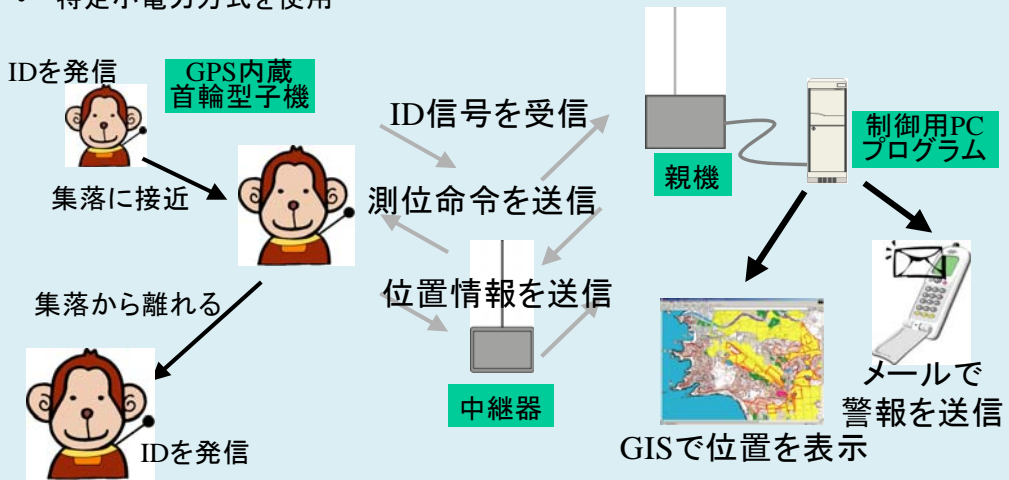 • 特定小電力方式を使用
IDを発信
GPS内蔵
首輪型子機
ID信号を受信
制御用PC
プログラム
親機
集落に接近
測位命令を送信
集落から離れる
位置情報を送信
中継器
メールで
警報を送信
GISで位置を表示
IDを発信